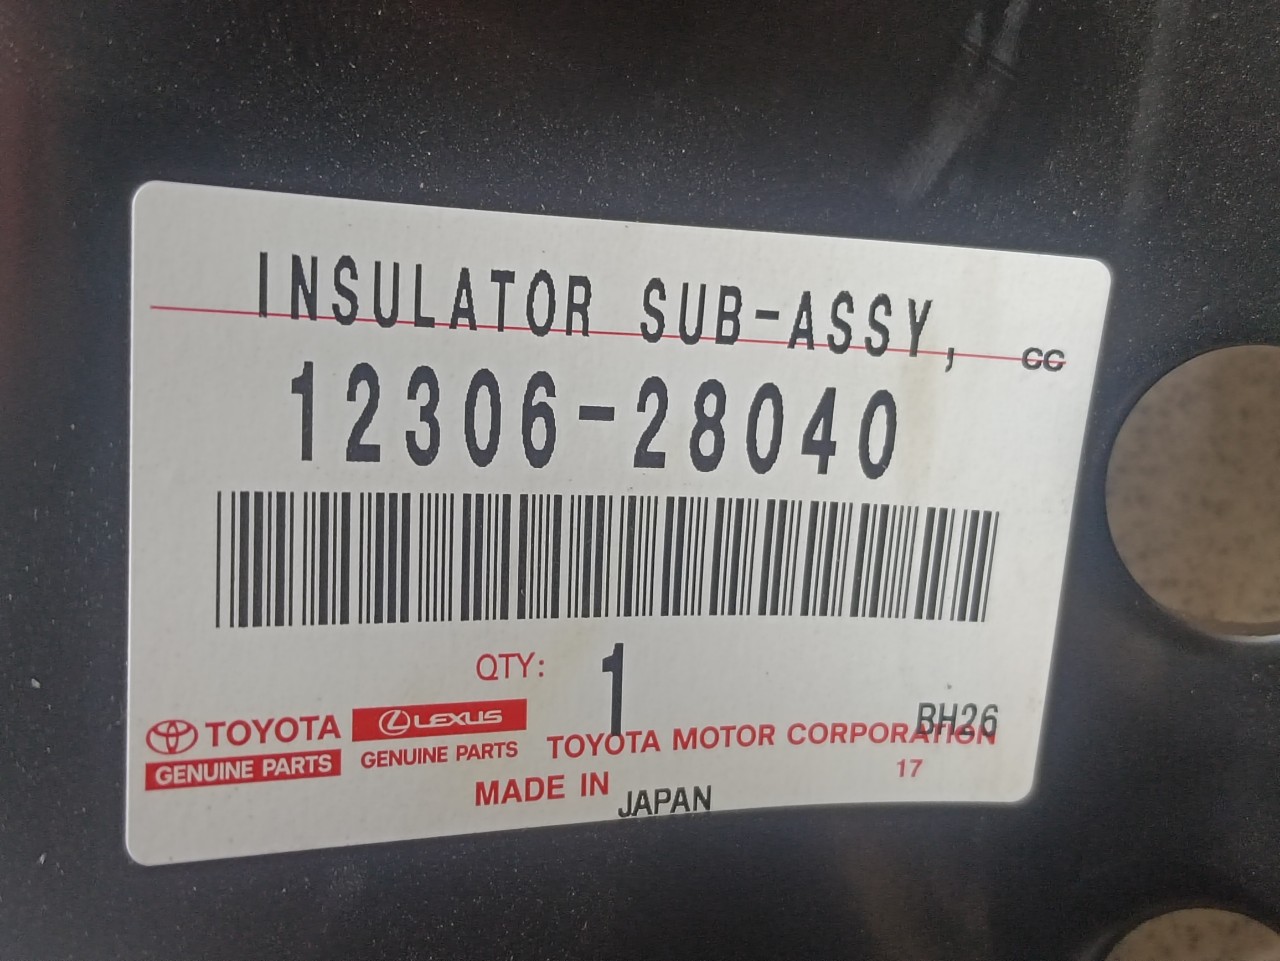 INSULATOR SUB-ASSY, CC
12306-28040
QTY: 1
TOYOTA LEXUS BH26
GENUINE PARTS GENUINE PARTS TOYOTA MOTOR CORPORATION
17
MADE IN JAPAN